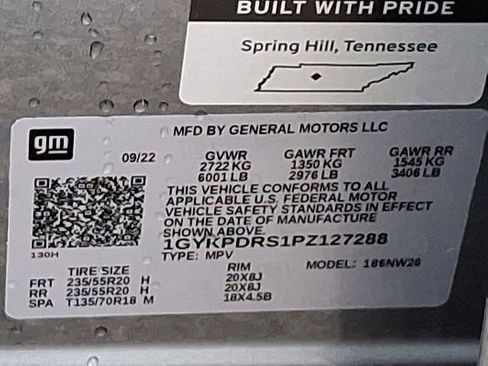 BUILT WITH PRIDE
Spring Hill, Tennessee
gm
MFD BY GENERAL MOTORS LLC
09/22 GVWR GAWR FRT GAWR RR
2722 KG 1350 KG 1545 KG
6001 LB 2976 LB 3406 LB
THIS VEHICLE CONFORMS TO ALL
APPLICABLE U.S. FEDERAL MOTOR
VEHICLE SAFETY STANDARDS IN EFFECT
ON THE DATE OF MANUFACTURE
SHOWN ABOVE.
1GYKPDRS1PZ127288
130H
TYPE: MPV MODEL: 186NW26
TIRE SIZE RIM
FRT 235/55R20 H 20X8J
RR 235/55R20 H 20X8J
SPA T135/70R18 M 18X4.5B